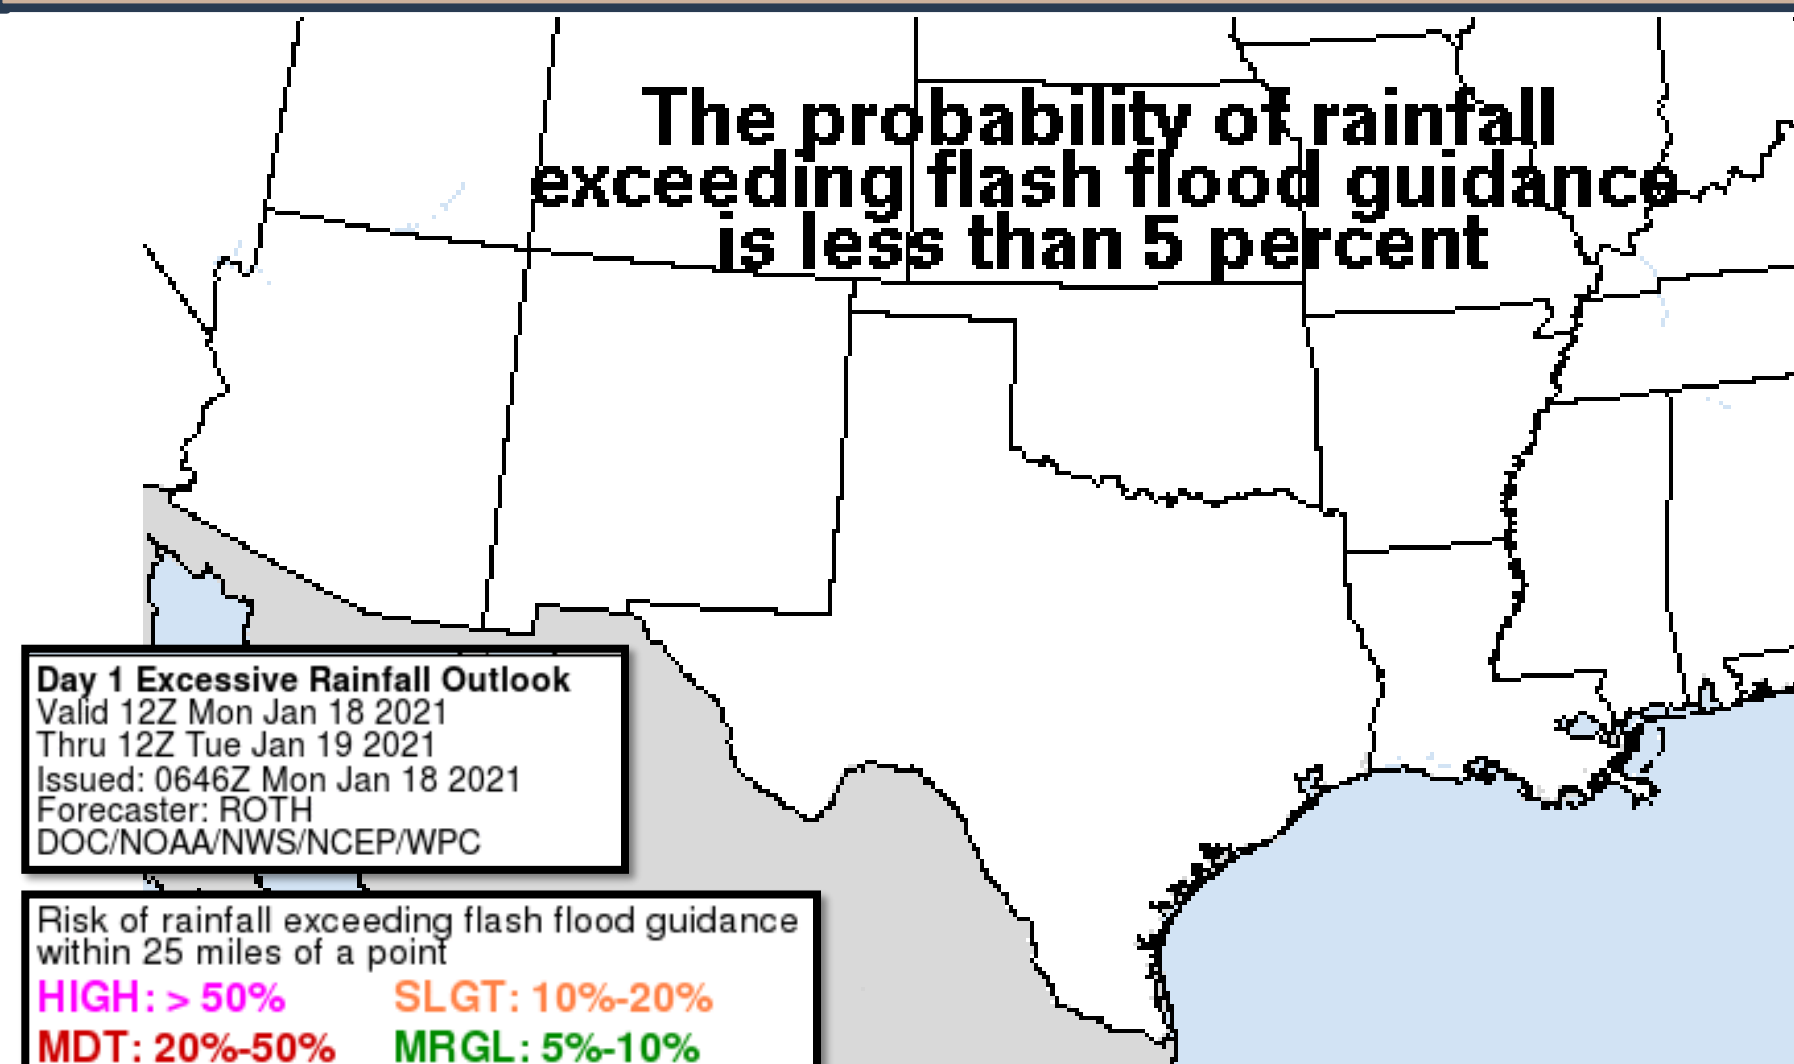 The probability of rainfall
exceeding flash flood guidance
is less than 5 percent
Day 1 Excessive Rainfall Outlook
Valid 12Z Mon Jan 18 2021
Thru 12Z Tue Jan 19 2021
Issued: 0646Z Mon Jan 18 2021
Forecaster: ROTH
DOC/NOAA/NWS/NCEP/WPC
Risk of rainfall exceeding flash flood guidance
within 25 miles of a point
HIGH: > 50% SLGT: 10%-20%
MDT: 20%-50% MRGL: 5%-10%